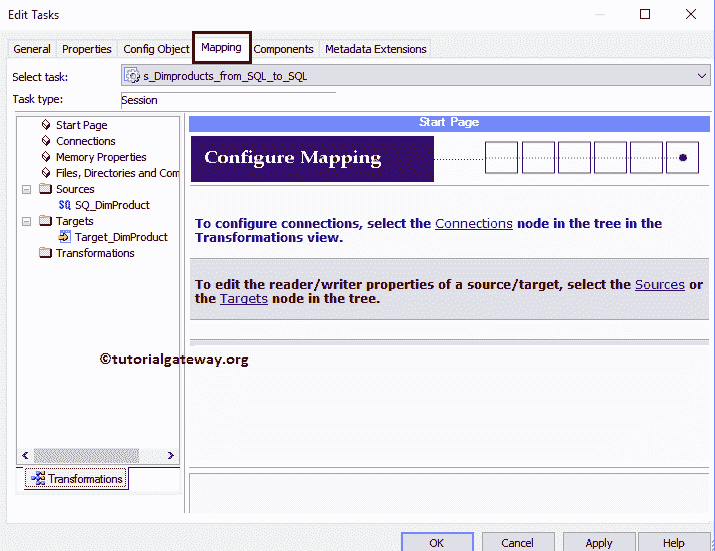 Edit Tasks
General Properties Config Object Mapping Components Metadata Extensions
Select task: s_Dimproducts_from_SQL_to_SQL
Task type: Session
Start Page
Connections
Memory Properties
Files, Directories and Com
Sources
SQ_DimProduct
Targets
Target_DimProduct
Transformations
Transformations
Start Page
Configure Mapping
To configure connections, select the Connections node in the tree in the
Transformations view.
To edit the reader/writer properties of a source/target, select the Sources or
the Targets node in the tree.
©tutorialgateway.org
OK Cancel Apply Help